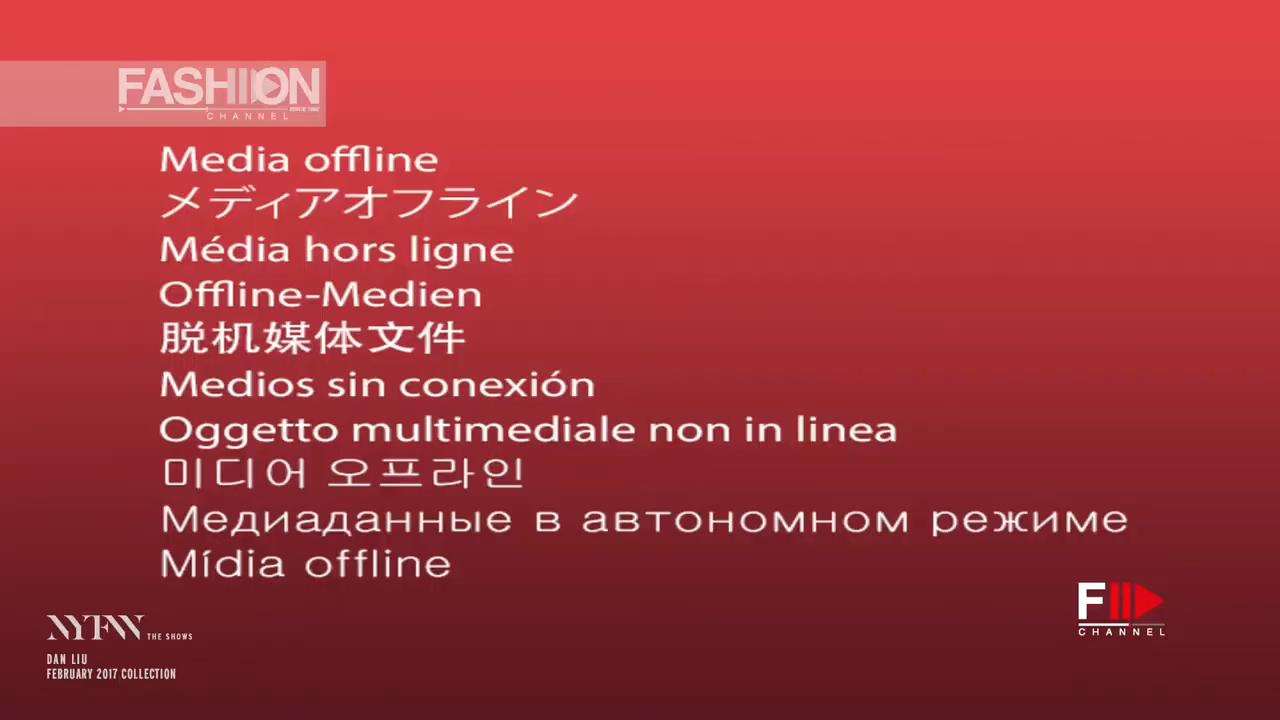 FASHION
CHANNEL
Media offline
メディアオフライン
Média hors ligne
Offline-Medien
脱机媒体文件
Medios sin conexión
Oggetto multimediale non in linea
미디어 오프라인
Медиаданные в автономном режиме
Mídia offline
F
CHANNEL
NYFW THE SHOWS
DAN LIU
FEBRUARY 2017 COLLECTION